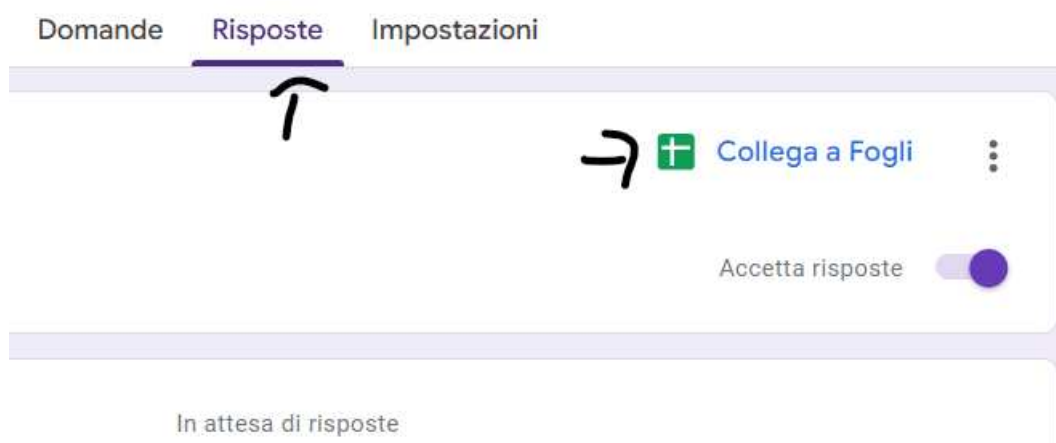 Domande Risposte Impostazioni
Collega a Fogli
Accetta risposte
In attesa di risposte